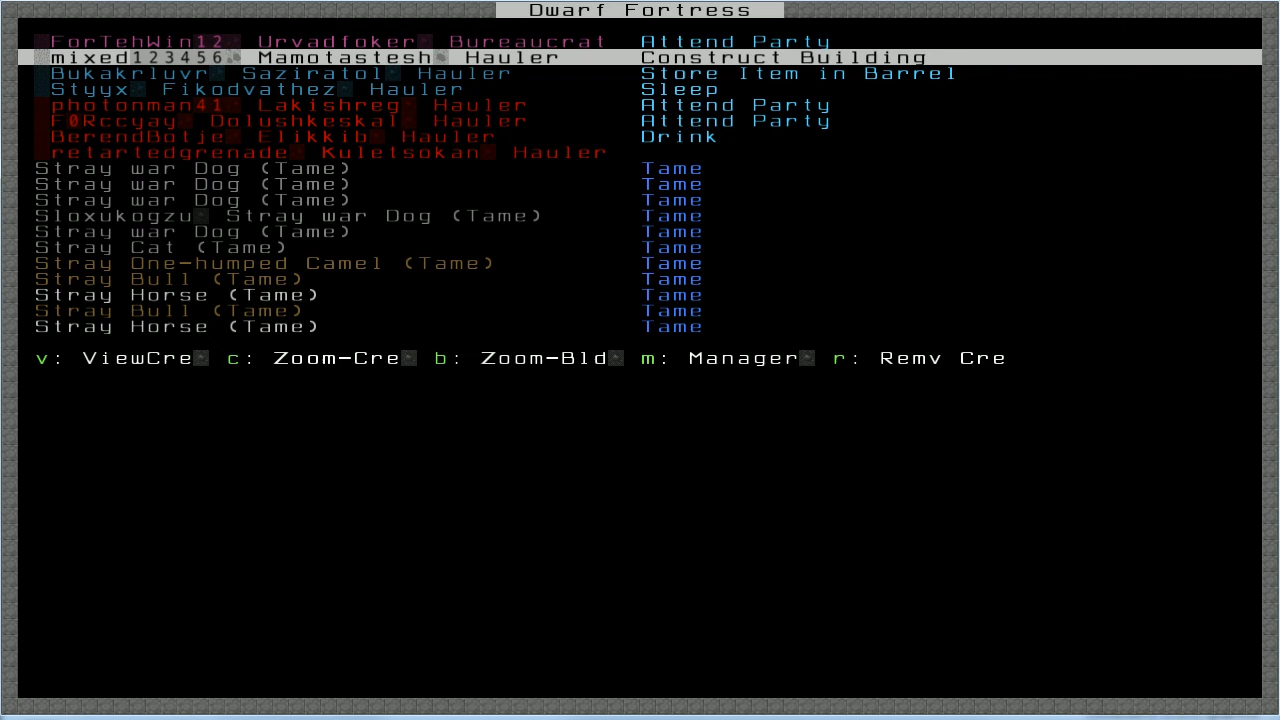 Dwarf Fortress
ForTehWin12 Urvadfoker Bureaucrat Attend Party
mixed123456 Mamotastesh Hauler Construct Building
Bukakrluvr Saziratol Hauler Store Item in Barrel
Styyx Fikodvathez Hauler Sleep
photonman41 Lakishreg Hauler Attend Party
F0Rccyay Dolushkeskal Hauler Attend Party
BerendBotje Elikkib Hauler Drink
retartedgrenade Kuletsokan Hauler
Stray war Dog (Tame) Tame
Stray war Dog (Tame) Tame
Stray war Dog (Tame) Tame
Sloxukogzu Stray war Dog (Tame) Tame
Stray war Dog (Tame) Tame
Stray Cat (Tame) Tame
Stray One-humped Camel (Tame) Tame
Stray Bull (Tame) Tame
Stray Horse (Tame) Tame
Stray Bull (Tame) Tame
Stray Horse (Tame) Tame
v: ViewCre c: Zoom-Cre b: Zoom-Bld m: Manager r: Remv Cre